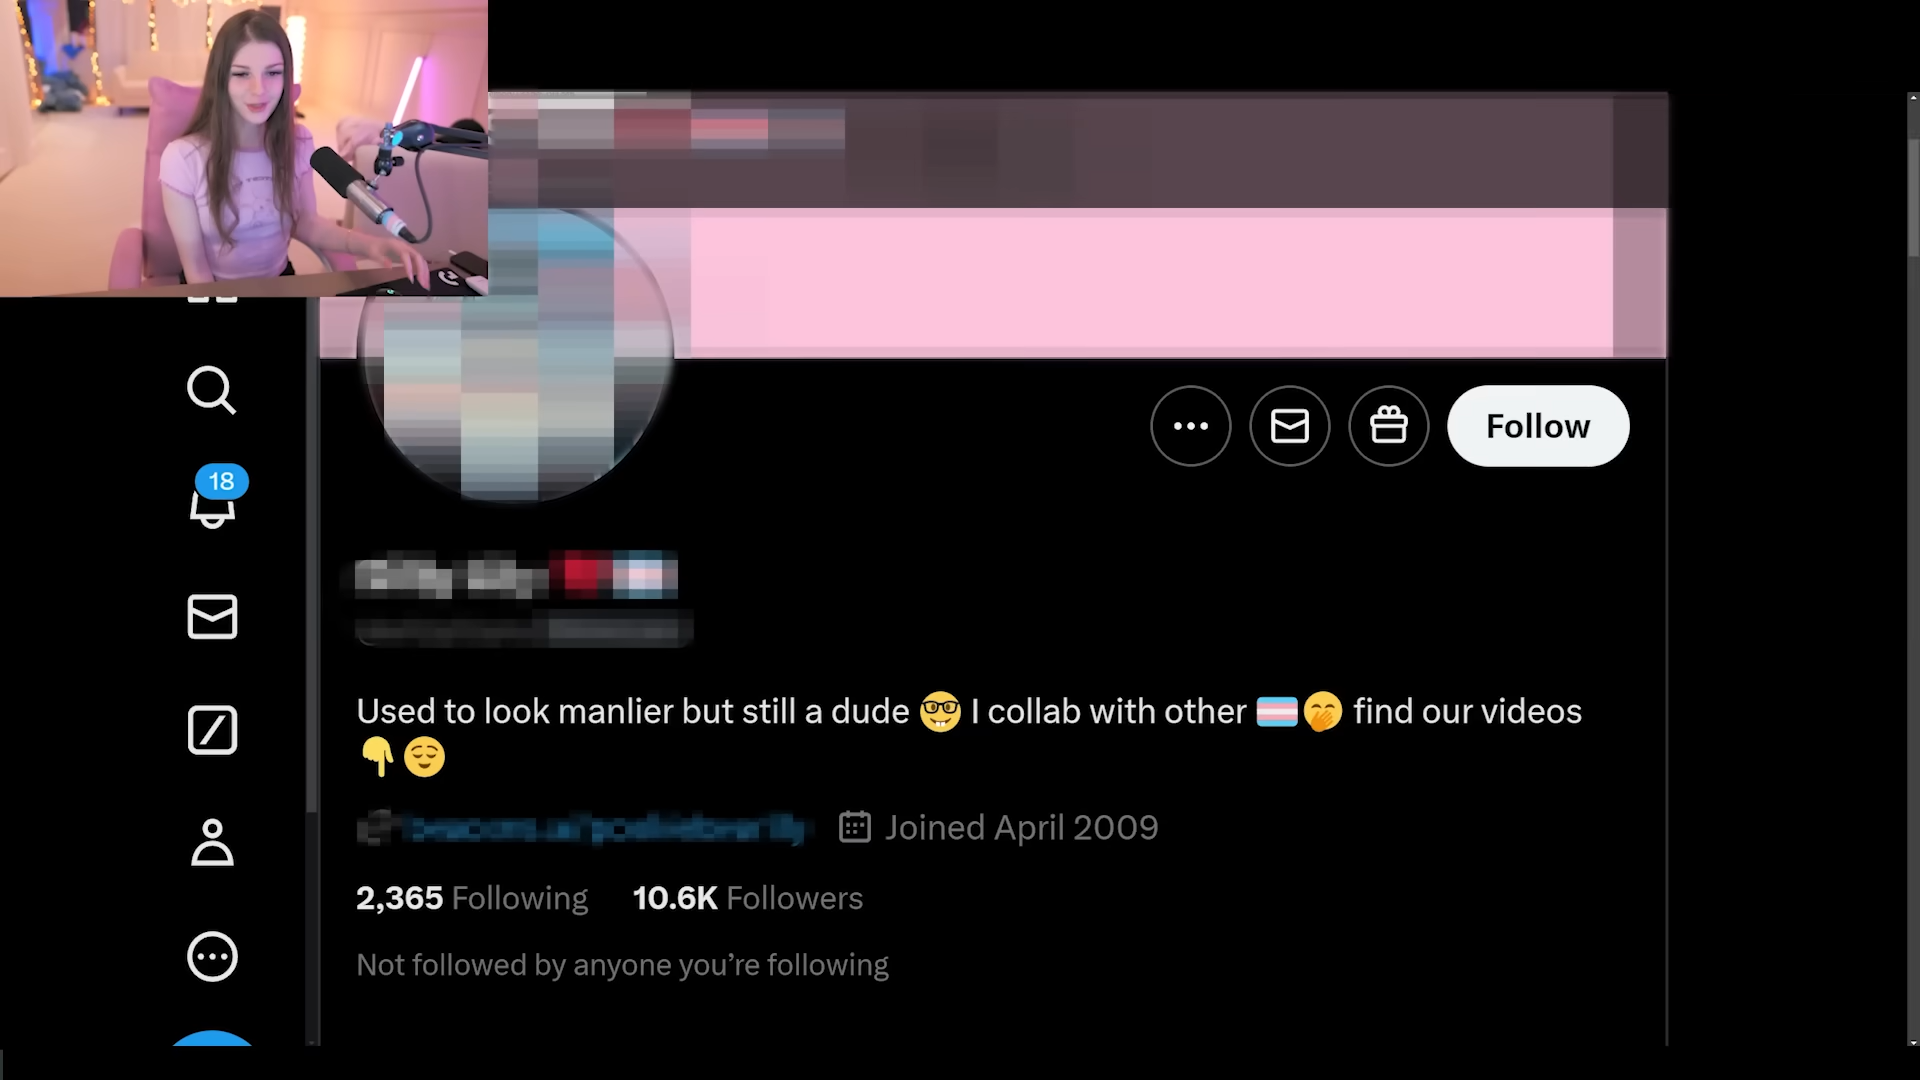 18
Follow
Used to look manlier but still a dude 🤓 I collab with other 🏳️‍⚧️🤭 find our videos
👇😌
Joined April 2009
2,365 Following 10.6K Followers
Not followed by anyone you’re following